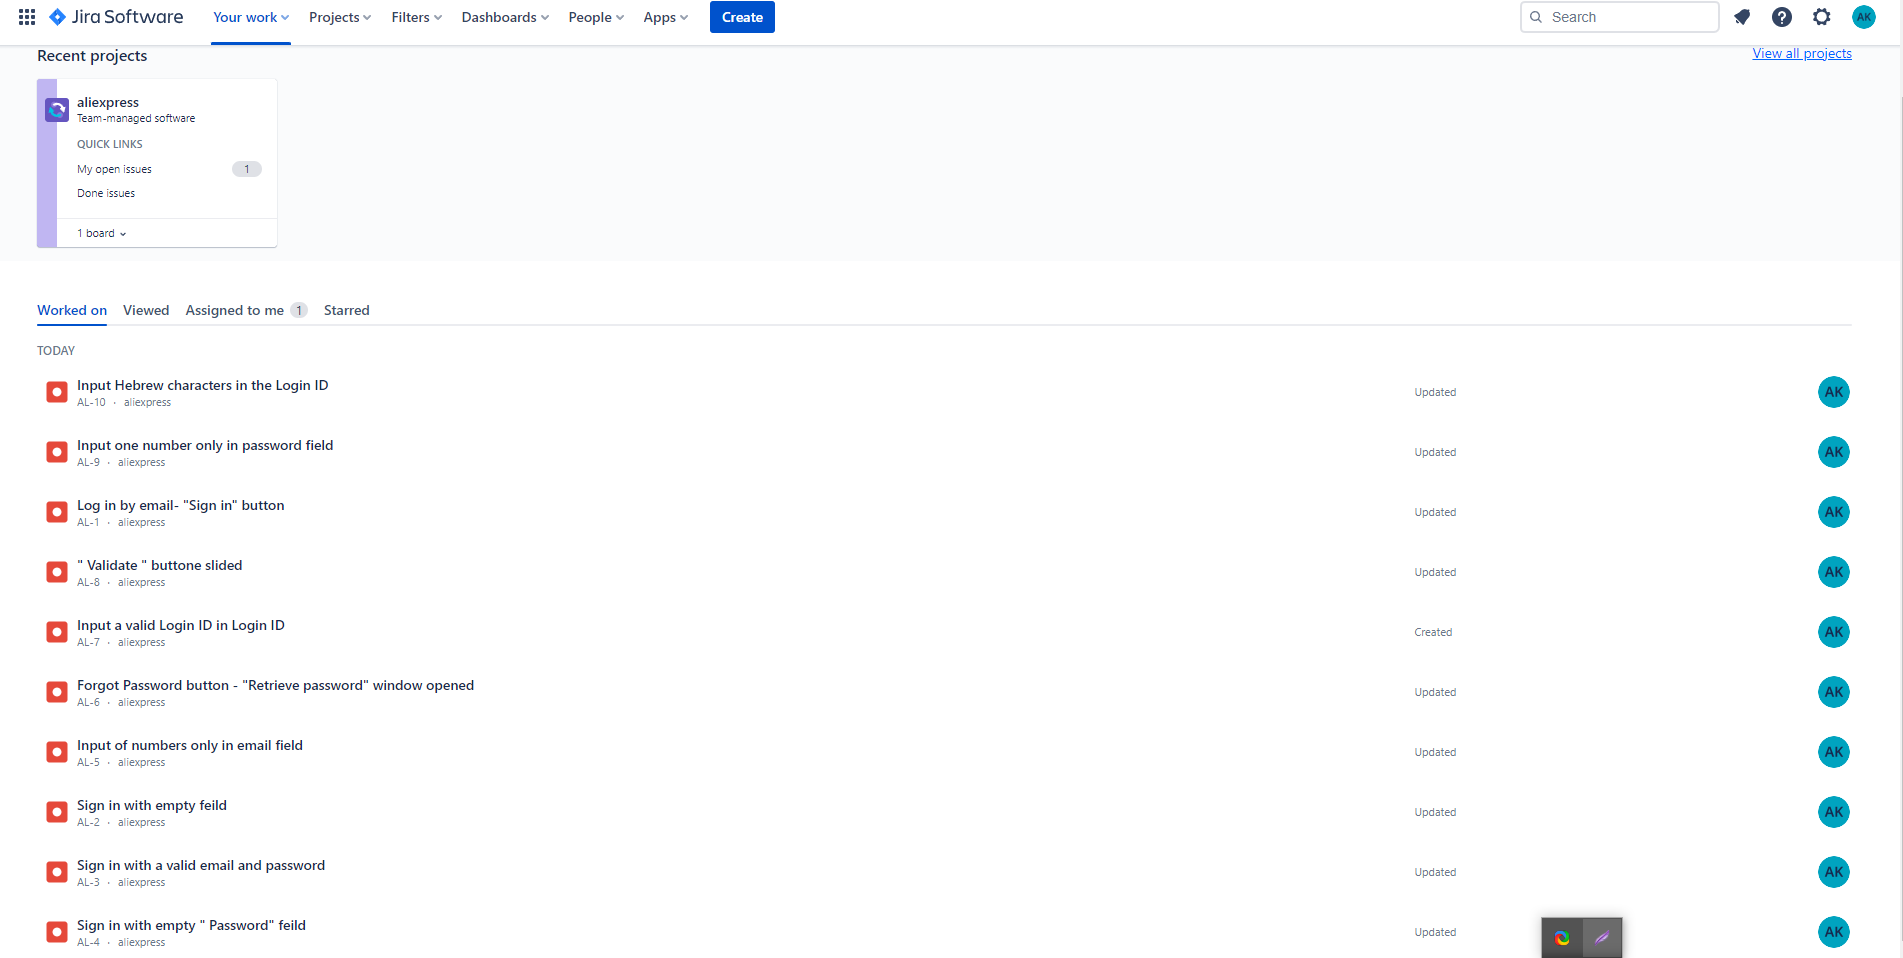 Jira Software Your work Projects Filters Dashboards People Apps Create Search AK
Recent projects View all projects
aliexpress
Team-managed software
QUICK LINKS
My open issues 1
Done issues
1 board
Worked on Viewed Assigned to me 1 Starred
TODAY
Input Hebrew characters in the Login ID
AL-10 · aliexpress
Updated AK
Input one number only in password field
AL-9 · aliexpress
Updated AK
Log in by email- "Sign in" button
AL-1 · aliexpress
Updated AK
" Validate " buttone slided
AL-8 · aliexpress
Updated AK
Input a valid Login ID in Login ID
AL-7 · aliexpress
Created AK
Forgot Password button - "Retrieve password" window opened
AL-6 · aliexpress
Updated AK
Input of numbers only in email field
AL-5 · aliexpress
Updated AK
Sign in with empty feild
AL-2 · aliexpress
Updated AK
Sign in with a valid email and password
AL-3 · aliexpress
Updated AK
Sign in with empty " Password" feild
AL-4 · aliexpress
Updated AK